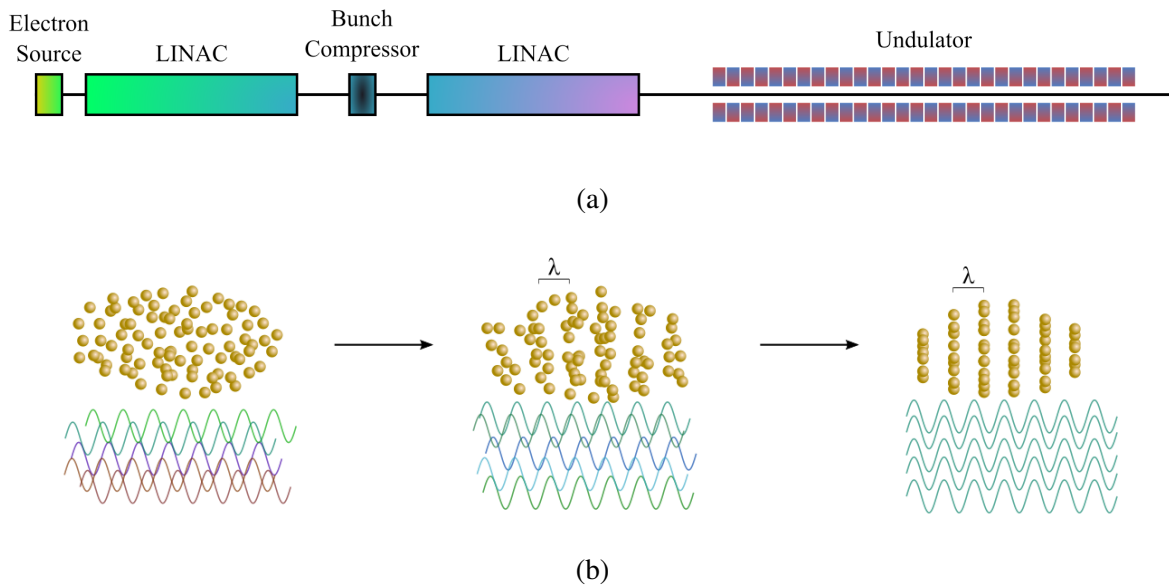 Electron
Source
LINAC
Bunch
Compressor
LINAC
Undulator
(a)
λ
λ
(b)